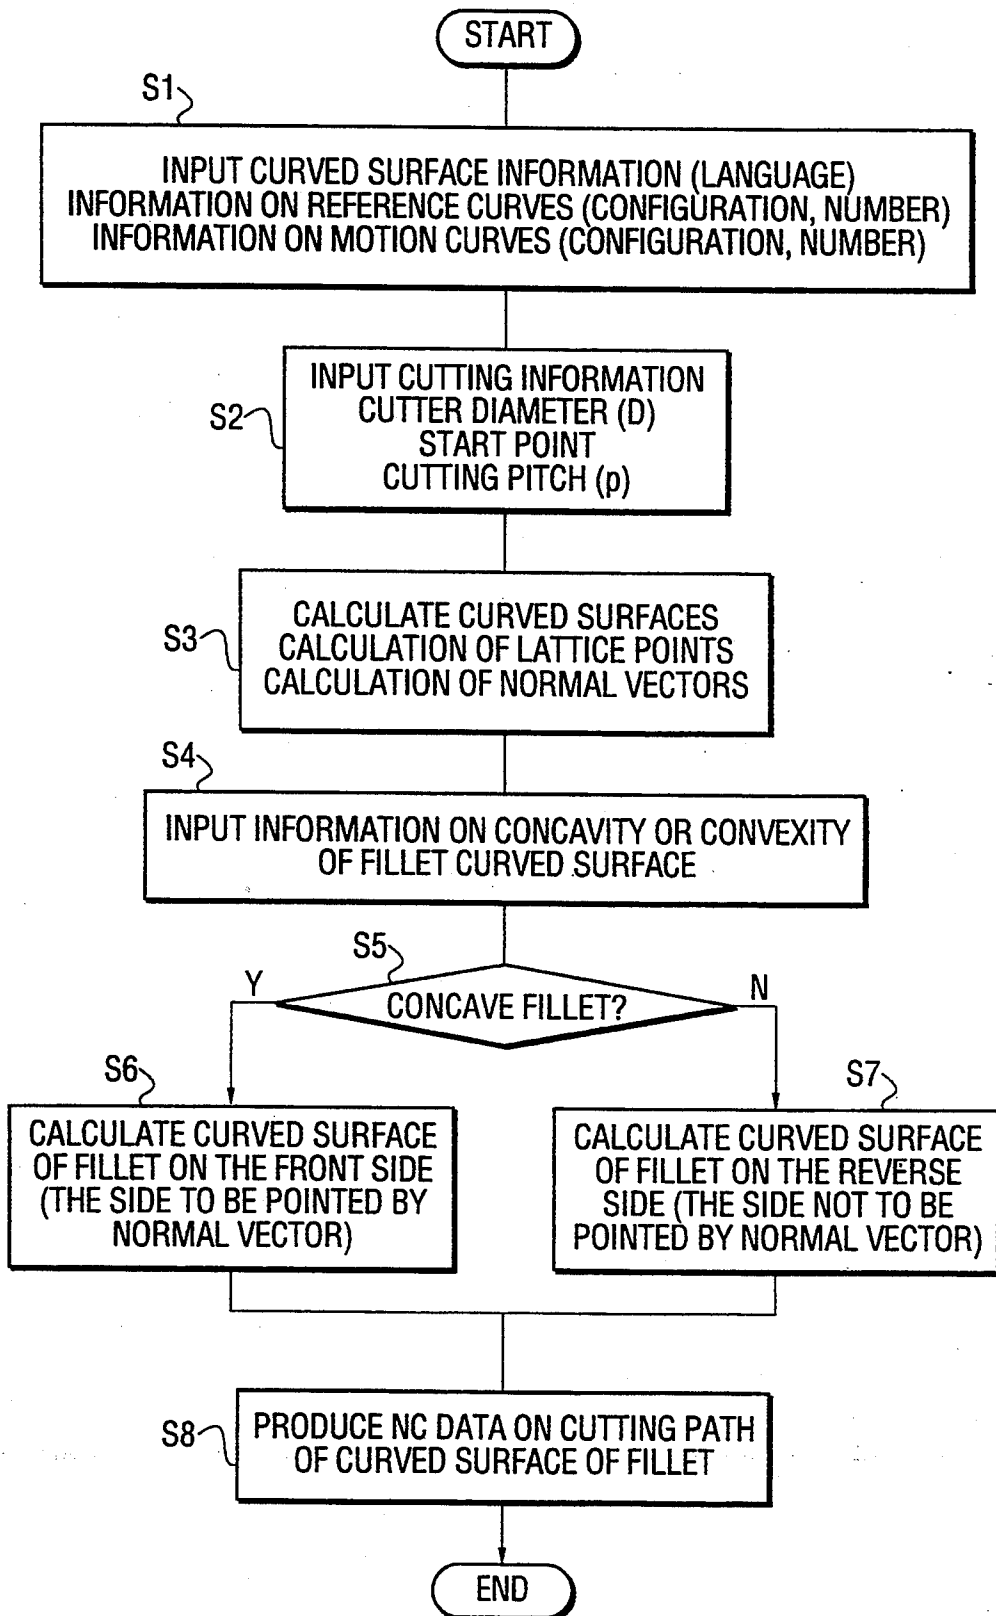 START
S1
INPUT CURVED SURFACE INFORMATION (LANGUAGE)
INFORMATION ON REFERENCE CURVES (CONFIGURATION, NUMBER)
INFORMATION ON MOTION CURVES (CONFIGURATION, NUMBER)
S2
INPUT CUTTING INFORMATION
CUTTER DIAMETER (D)
START POINT
CUTTING PITCH (p)
S3
CALCULATE CURVED SURFACES
CALCULATION OF LATTICE POINTS
CALCULATION OF NORMAL VECTORS
S4
INPUT INFORMATION ON CONCAVITY OR CONVEXITY
OF FILLET CURVED SURFACE
S5
CONCAVE FILLET?
Y
N
S6
CALCULATE CURVED SURFACE
OF FILLET ON THE FRONT SIDE
(THE SIDE TO BE POINTED BY
NORMAL VECTOR)
S7
CALCULATE CURVED SURFACE
OF FILLET ON THE REVERSE
SIDE (THE SIDE NOT TO BE
POINTED BY NORMAL VECTOR)
S8
PRODUCE NC DATA ON CUTTING PATH
OF CURVED SURFACE OF FILLET
END